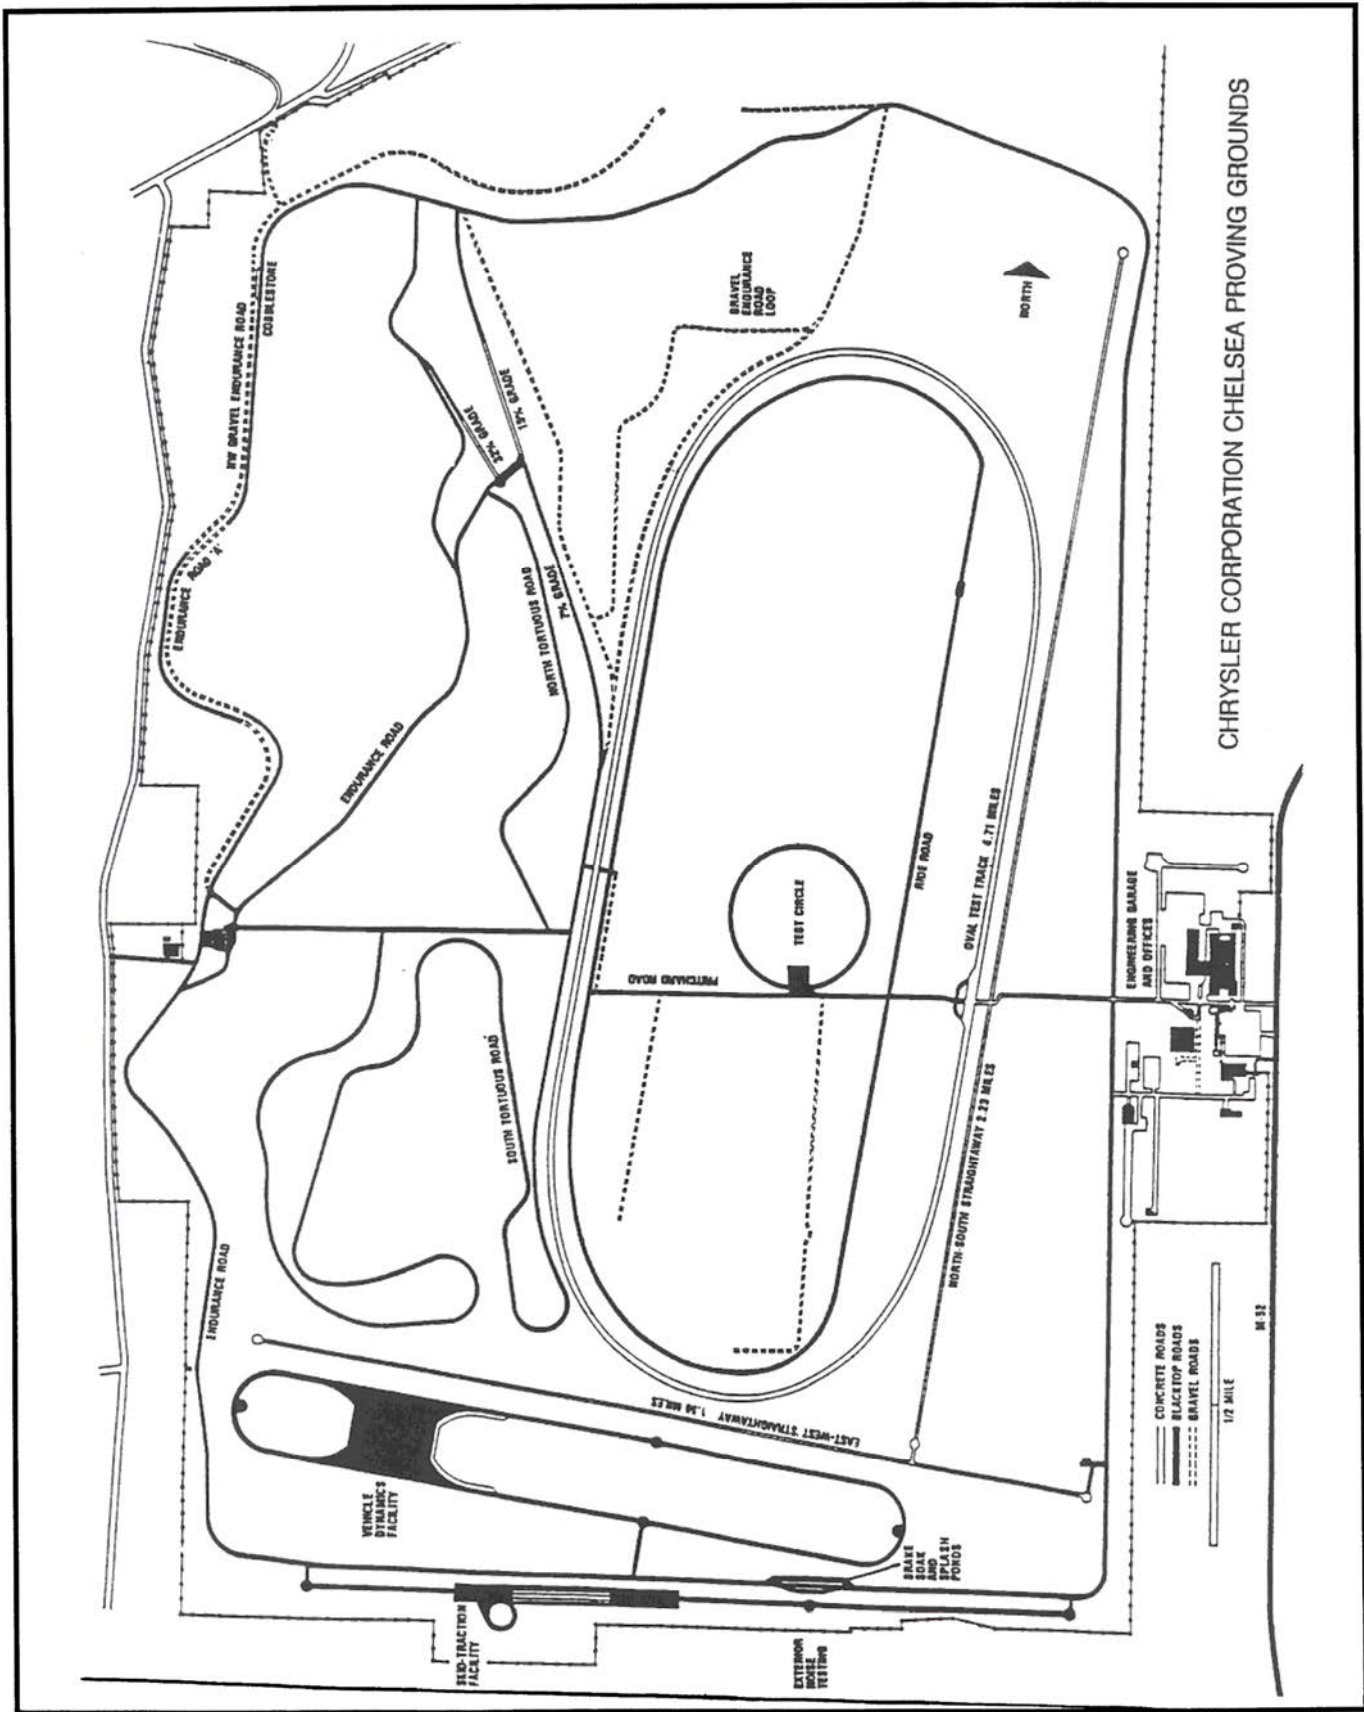 CHRYSLER CORPORATION CHELSEA PROVING GROUNDS
NW GRAVEL ENDURANCE ROAD
COBBLESTONE
ENDURANCE ROAD 'A'
32% GRADE
15% GRADE
GRAVEL
ENDURANCE
ROAD
LOOP
NORTH
NORTH TORTUOUS ROAD
7% GRADE
ENDURANCE ROAD
TEST CIRCLE
RIDE ROAD
OVAL TEST TRACK 4.71 MILES
PRITCHARD ROAD
ENGINEERING GARAGE
AND OFFICES
SOUTH TORTUOUS ROAD
NORTH-SOUTH STRAIGHTAWAY 2.23 MILES
ENDURANCE ROAD
EAST-WEST STRAIGHTAWAY
MILES
VEHICLE
DYNAMICS
FACILITY
BRAKE
SOAK
AND
SPLASH
PONDS
SKID-TRACTION
FACILITY
EXTERIOR
NOISE
TESTING
CONCRETE ROADS
BLACKTOP ROADS
GRAVEL ROADS
1/2 MILE
M-52